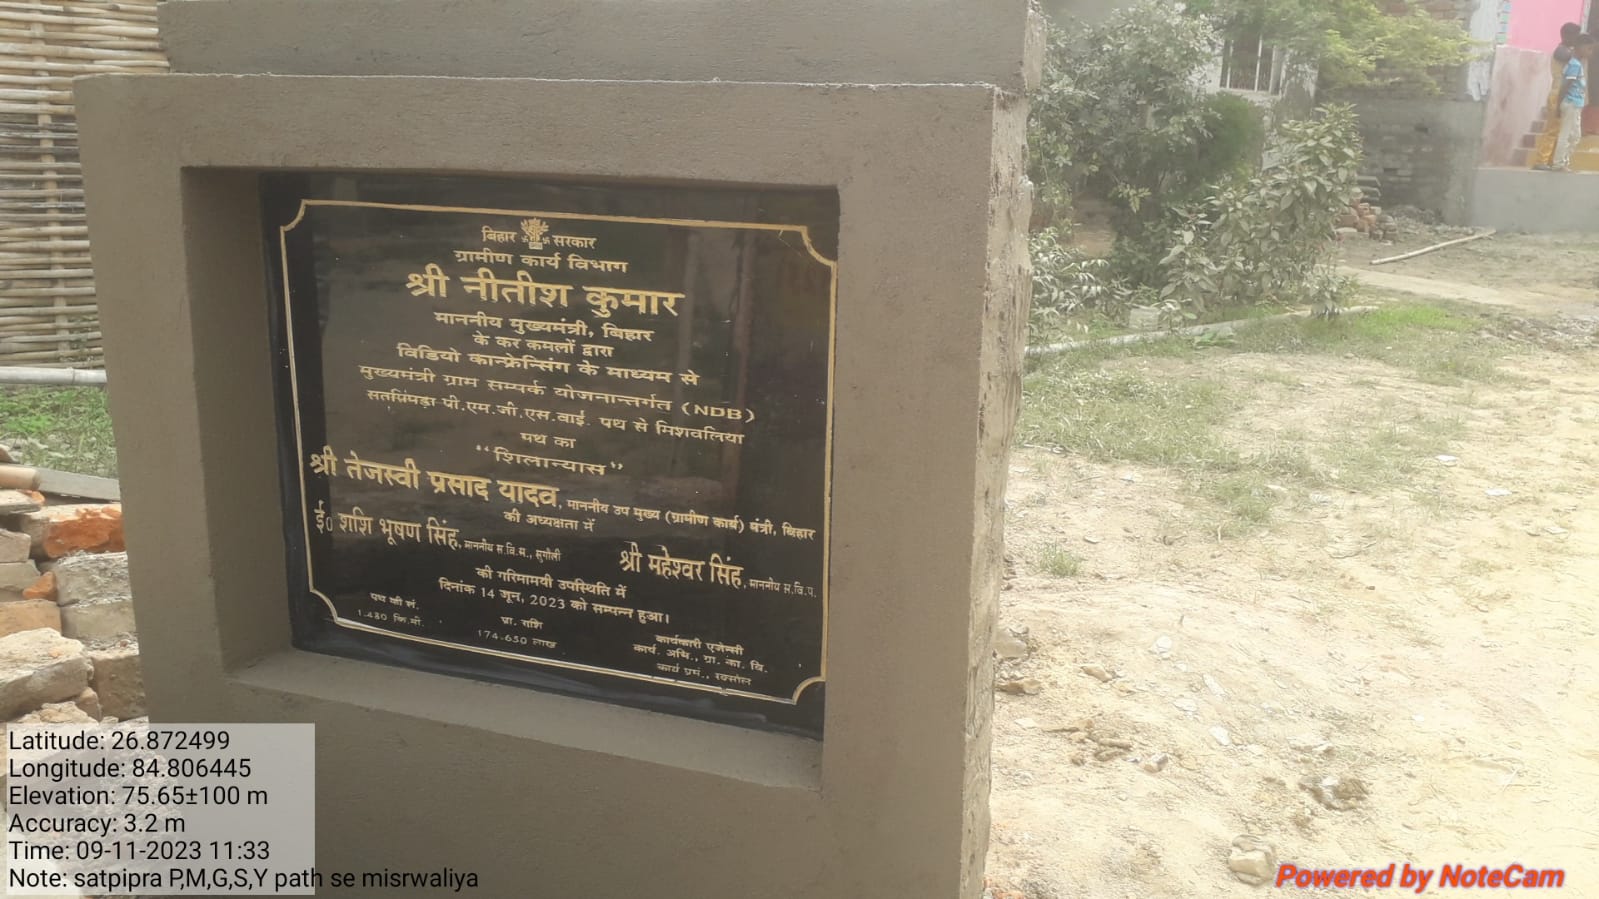 बिहार सरकार
ग्रामीण कार्य विभाग
श्री नीतीश कुमार
माननीय मुख्यमंत्री, बिहार
के कर कमलों द्वारा
विडियो कान्फ्रेन्सिंग के माध्यम से
मुख्यमंत्री ग्राम सम्पर्क योजनान्तर्गत (NDB)
सतपिपड़ा पी.एम.जी.एस.वाई. पथ से मिशवलिया
पथ का
"शिलान्यास"
श्री तेजस्वी प्रसाद यादव, माननीय उप मुख्य (ग्रामीण कार्य) मंत्री, बिहार
की अध्यक्षता में
ई० शशि भूषण सिंह, माननीय स.वि.स., सुगौली
श्री महेश्वर सिंह, माननीय स.वि.प.
की गरिमामयी उपस्थिति में
दिनांक 14 जून, 2023 को सम्पन्न हुआ।
पथ की लं.
1.480 कि.मी.
प्रा. राशि
174.650 लाख
कार्यकारी एजेन्सी
कार्य. अभि., ग्रा. का. वि.
कार्य प्रमं., रक्सौल
Latitude: 26.872499
Longitude: 84.806445
Elevation: 75.65±100 m
Accuracy: 3.2 m
Time: 09-11-2023 11:33
Note: satpipra P,M,G,S,Y path se misrwaliya
Powered by NoteCam